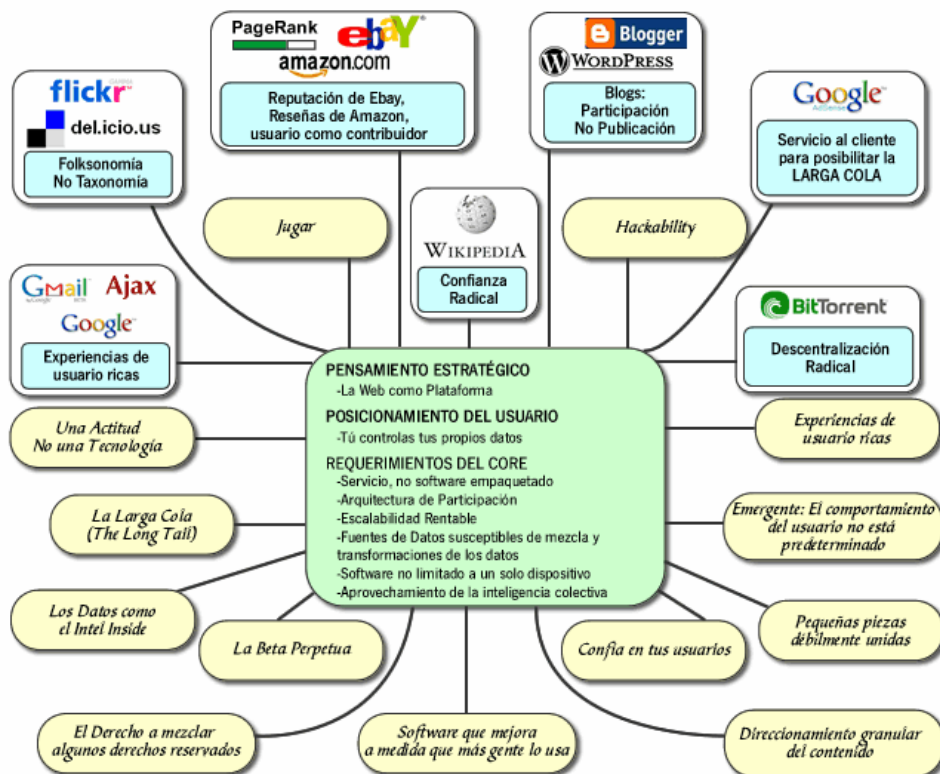 PageRank
ebY
amazon.com
Reputación de Ebay,
Reseñas de Amazon,
usuario como contribuidor
Blogger
WORDPRESS
Blogs:
Participación
No Publicación
flickr
del.icio.us
Folksonomía
No Taxonomía
Google
AdSense
Servicio al cliente
para posibilitar la
LARGA COLA
Jugar
WIKIPEDIA
Confianza
Radical
Hackability
Gmail
by Google
BETA
Ajax
Google
Experiencias de
usuario ricas
BitTorrent
Descentralización
Radical
PENSAMIENTO ESTRATÉGICO
-La Web como Plataforma
POSICIONAMIENTO DEL USUARIO
-Tú controlas tus propios datos
REQUERIMIENTOS DEL CORE
-Servicio, no software empaquetado
-Arquitectura de Participación
-Escalabilidad Rentable
-Fuentes de Datos susceptibles de mezcla y
transformaciones de los datos
-Software no limitado a un solo dispositivo
-Aprovechamiento de la inteligencia colectiva
Una Actitud
No una Tecnología
Experiencias de
usuario ricas
La Larga Cola
(The Long Tail)
Emergente: El comportamiento
del usuario no está
predeterminado
Los Datos como
el Intel Inside
La Beta Perpetua
Confia en tus usuarios
Pequeñas piezas
débilmente unidas
El Derecho a mezclar
algunos derechos reservados
Software que mejora
a medida que más gente lo usa
Direccionamiento granular
del contenido